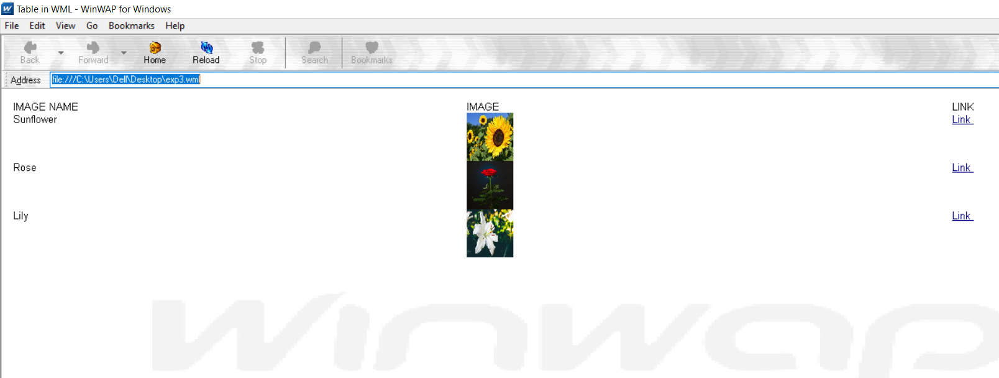 Table in WML - WinWAP for Windows
File Edit View Go Bookmarks Help
Back Forward Home Reload Stop Search Bookmarks
Address file:///C:\Users\Dell\Desktop\exp3.wml
IMAGE NAME IMAGE LINK
Sunflower Link
Rose Link
Lily Link
winwap